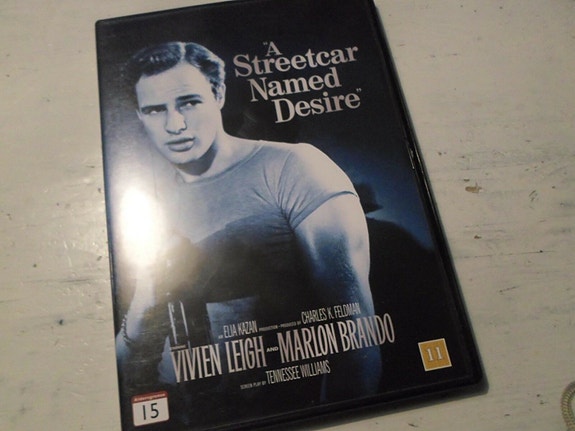 "A
Streetcar
Named
Desire"
AN ELIA KAZAN PRODUCTION · PRODUCED BY CHARLES K. FELDMAN
VIVIEN LEIGH AND MARLON BRANDO
SCREEN PLAY BY TENNESSEE WILLIAMS
15
11